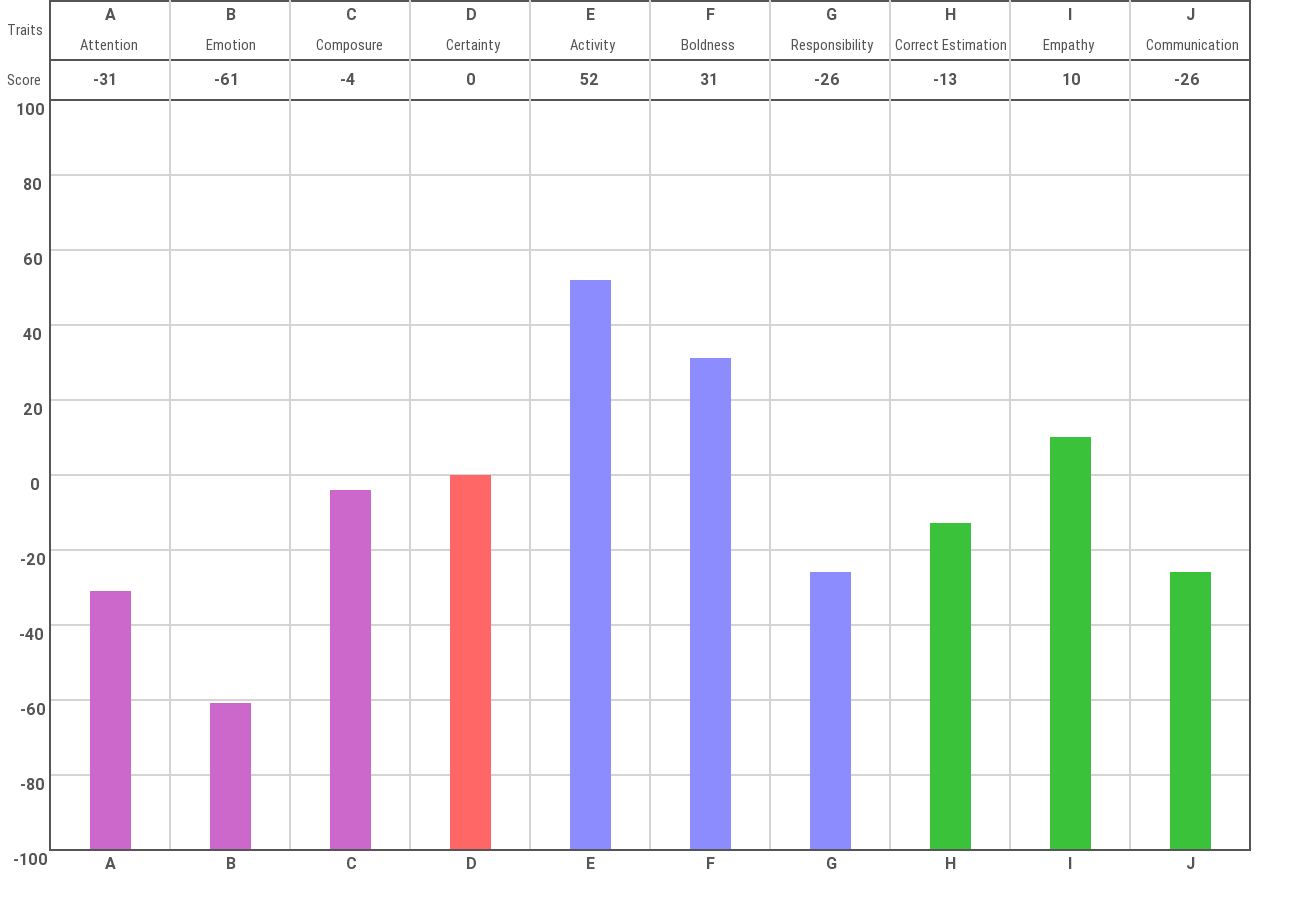 Traits A B C D E F G H I J
Attention Emotion Composure Certainty Activity Boldness Responsibility Correct Estimation Empathy Communication
Score -31 -61 -4 0 52 31 -26 -13 10 -26
100
80
60
40
20
0
-20
-40
-60
-80
-100
A B C D E F G H I J